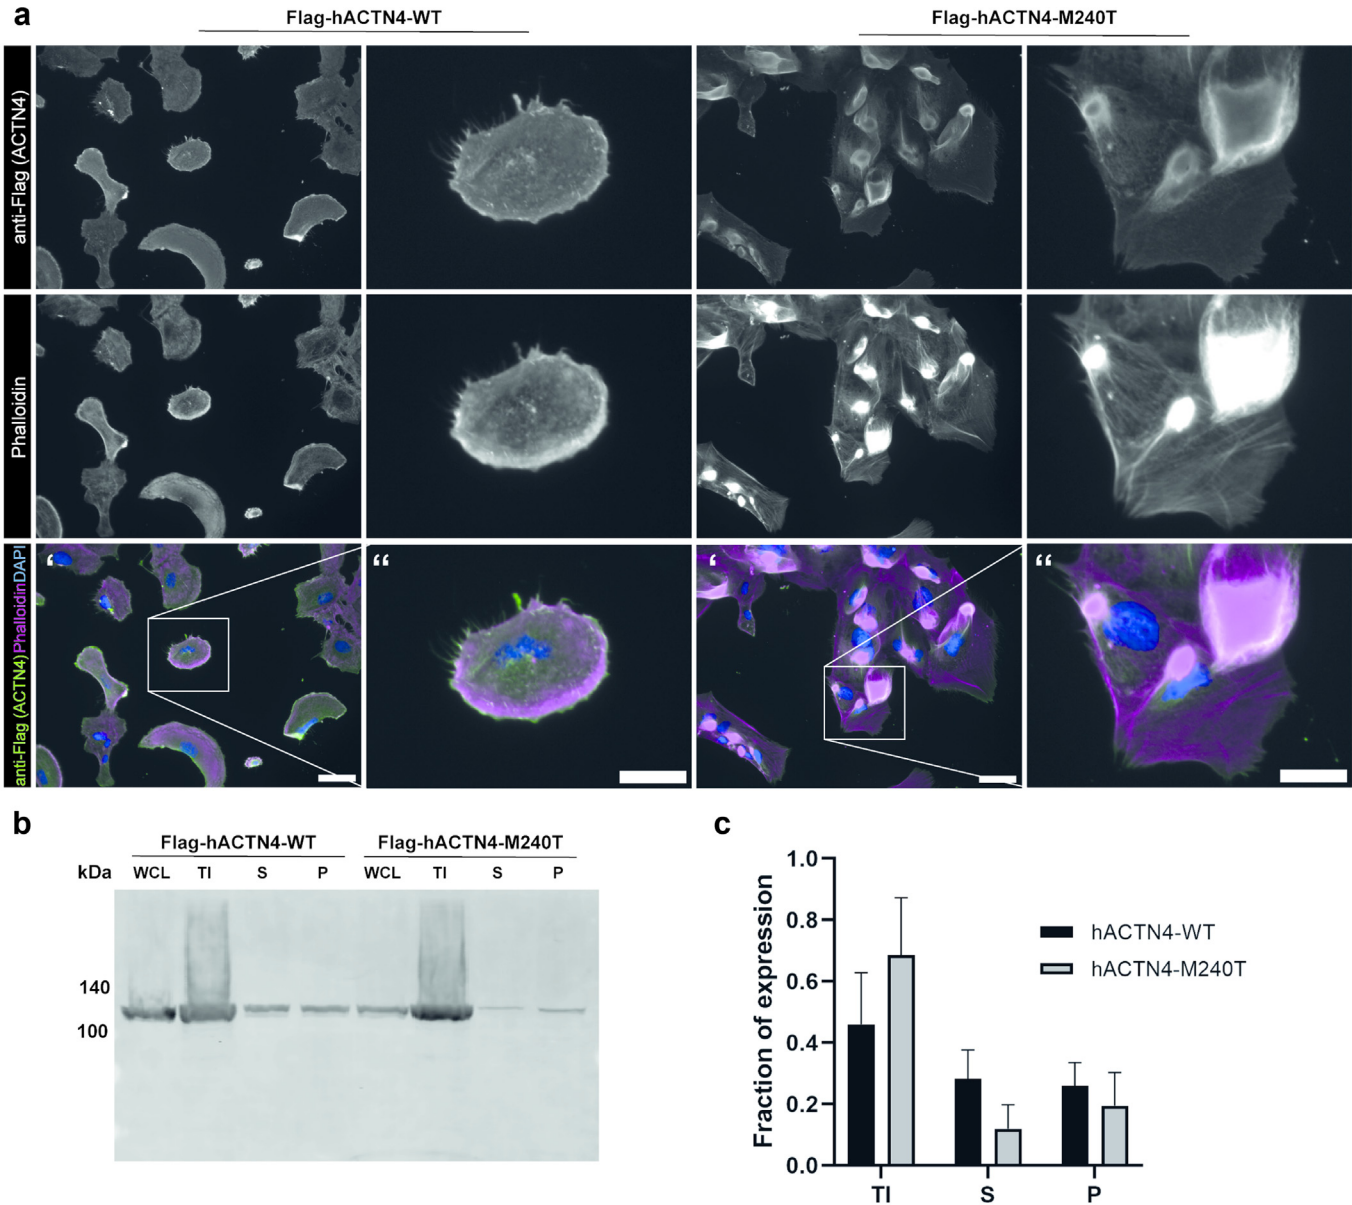 a
Flag-hACTN4-WT
Flag-hACTN4-M240T
anti-Flag (ACTN4)
Phalloidin
anti-Flag (ACTN4)PhalloidinDAPI
‘
“
‘
“
b
Flag-hACTN4-WT
Flag-hACTN4-M240T
kDa
WCL TI S P WCL TI S P
140
100
c
Fraction of expression
1.0
0.8
0.6
0.4
0.2
0.0
TI S P
hACTN4-WT
hACTN4-M240T